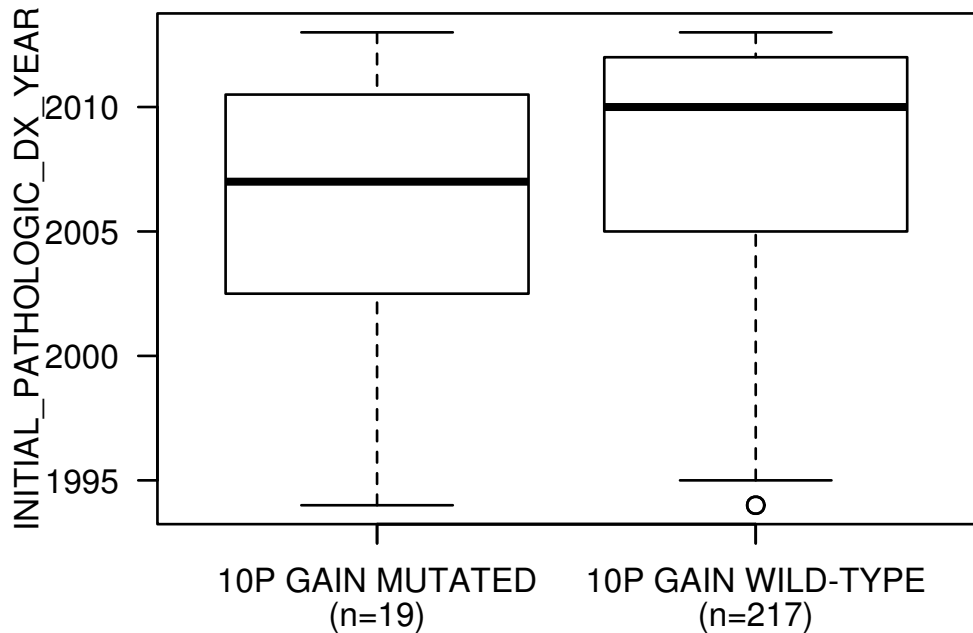 INITIAL_PATHOLOGIC_DX_YEAR
2010
2005
2000
1995
10P GAIN MUTATED
(n=19)
10P GAIN WILD-TYPE
(n=217)